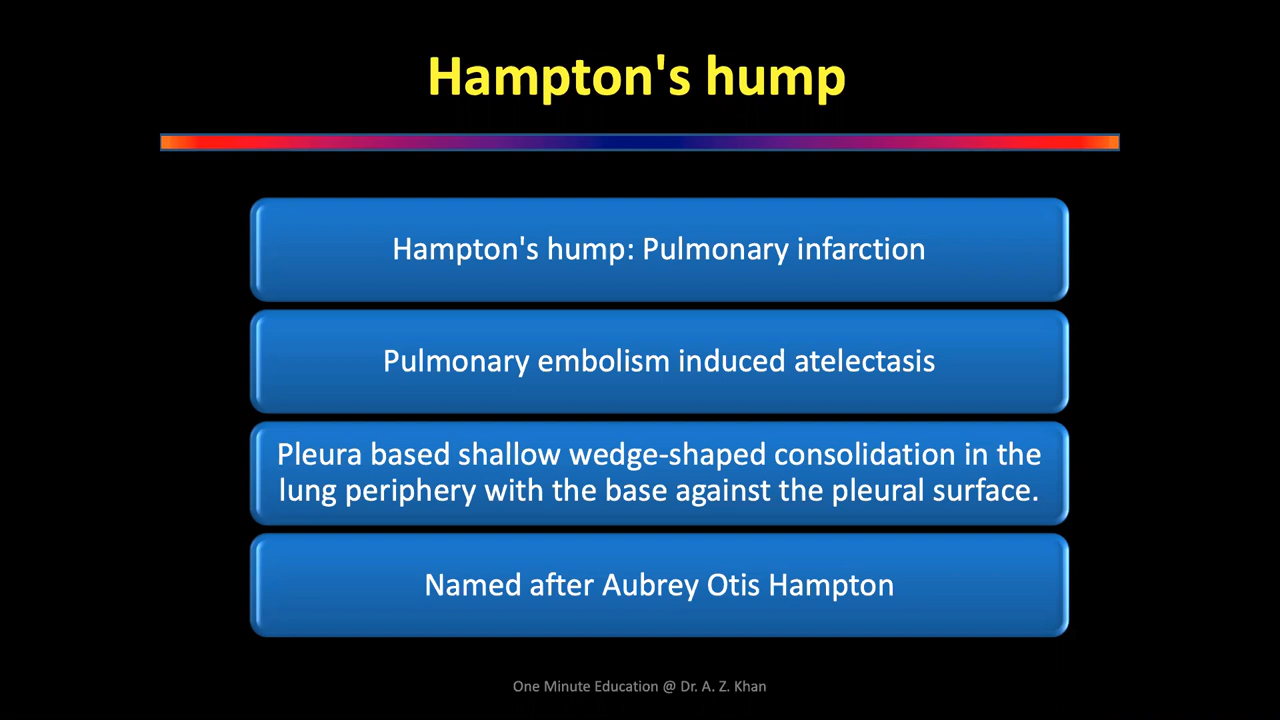 Hampton's hump
Hampton's hump: Pulmonary infarction
Pulmonary embolism induced atelectasis
Pleura based shallow wedge-shaped consolidation in the
lung periphery with the base against the pleural surface.
Named after Aubrey Otis Hampton
One Minute Education @ Dr. A. Z. Khan